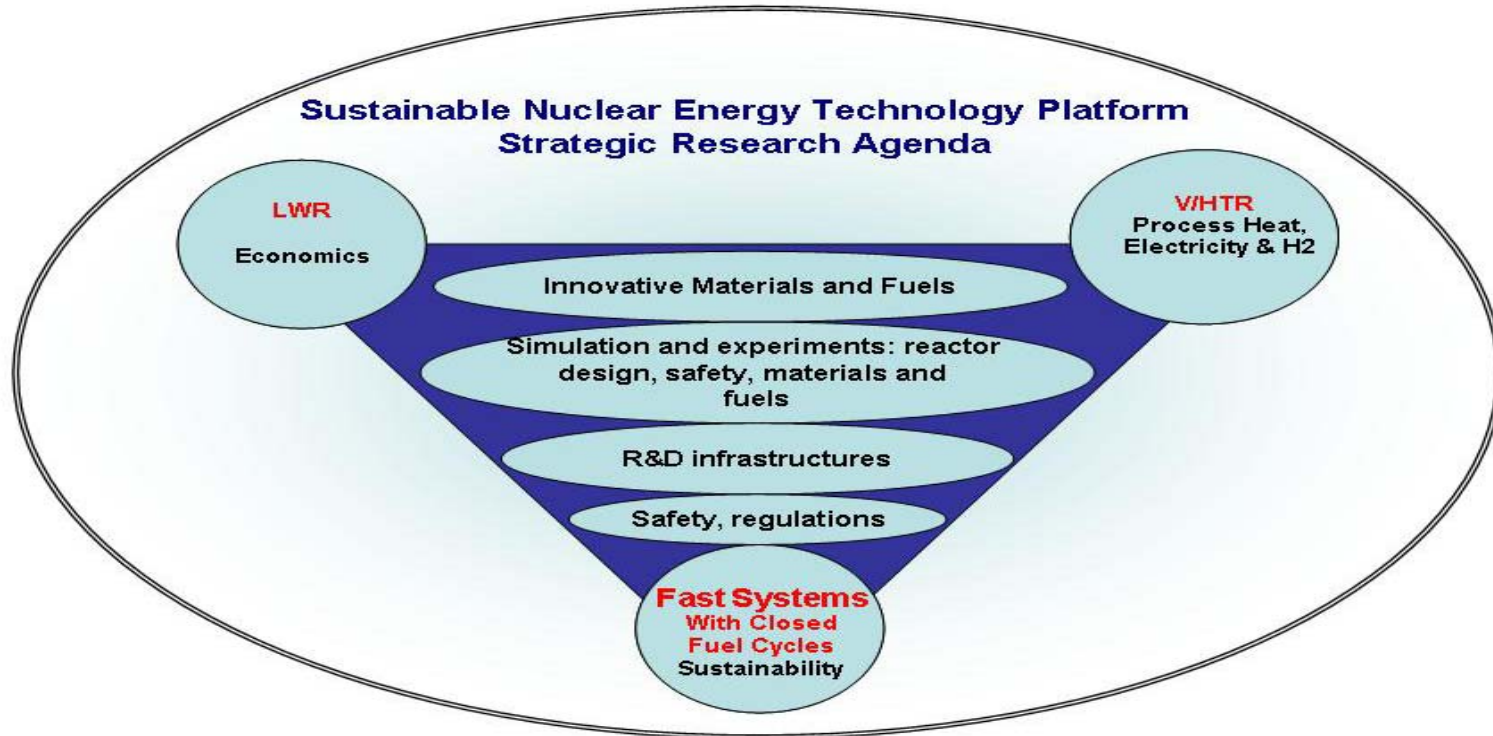 Sustainable Nuclear Energy Technology Platform
Strategic Research Agenda
LWR
Economics
V/HTR
Process Heat,
Electricity & H2
Innovative Materials and Fuels
Simulation and experiments: reactor
design, safety, materials and
fuels
R&D infrastructures
Safety, regulations
Fast Systems
With Closed
Fuel Cycles
Sustainability